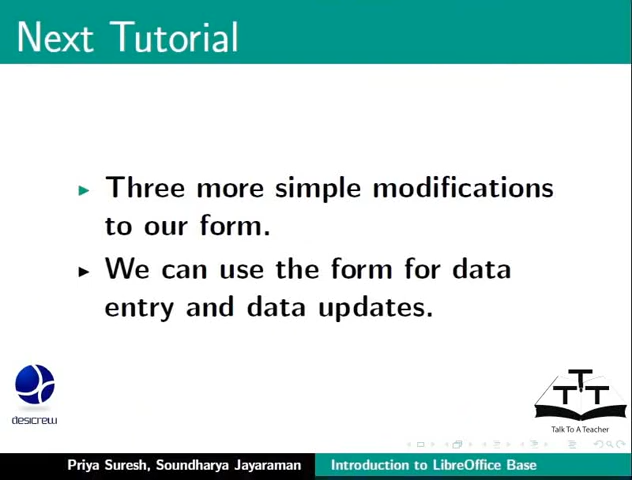 Next Tutorial
Three more simple modifications
to our form.
We can use the form for data
entry and data updates.
desicrew
TTT
Talk To A Teacher
Priya Suresh, Soundharya Jayaraman
Introduction to LibreOffice Base